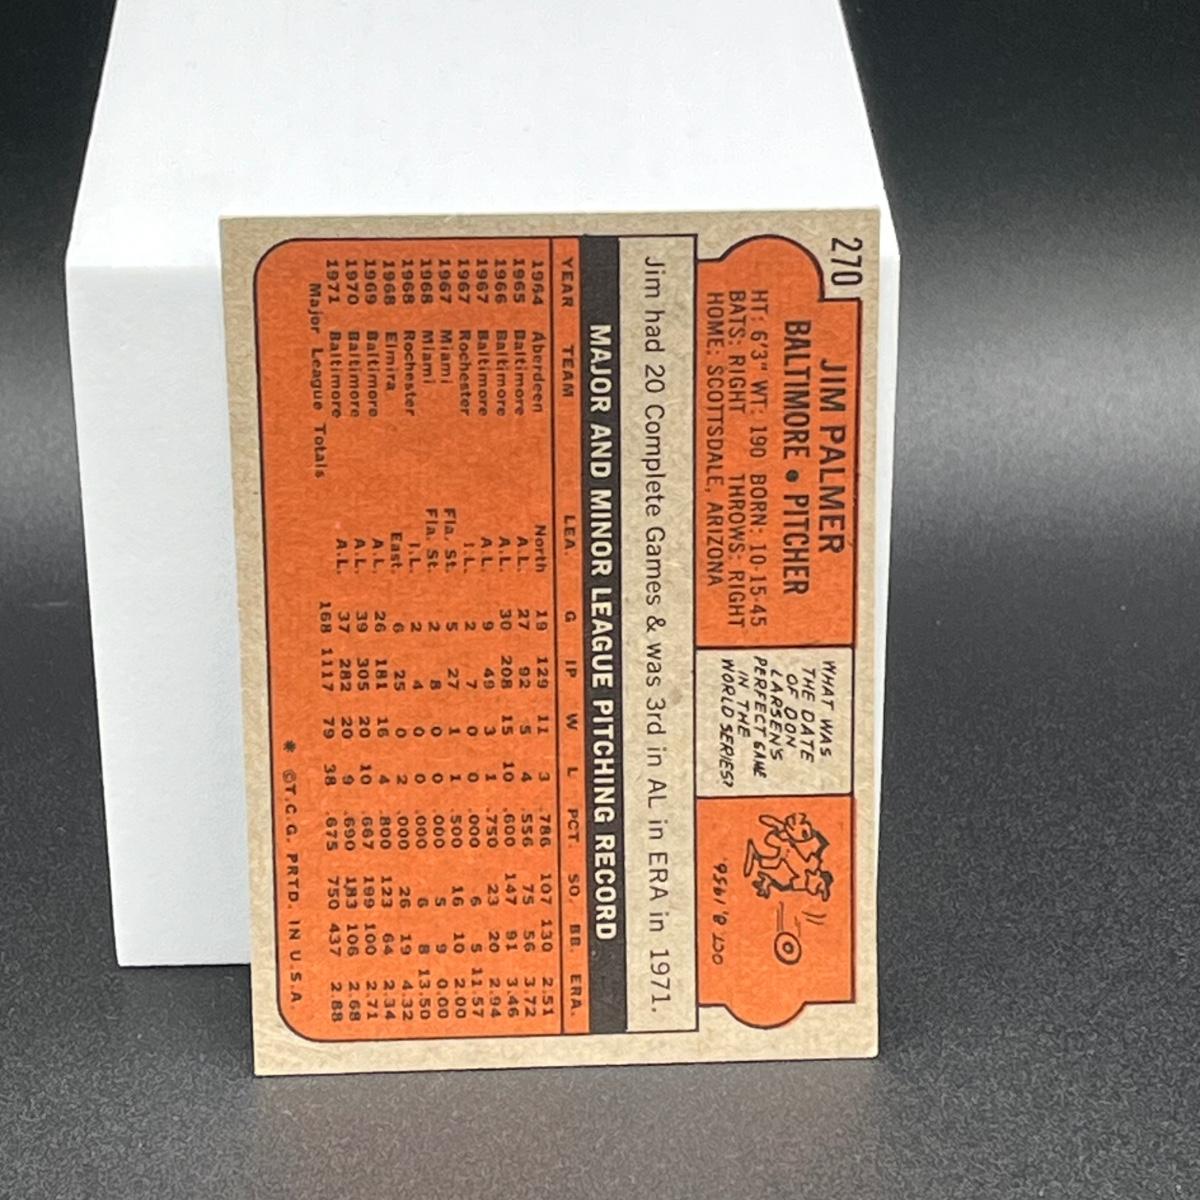 270
JIM PALMER
BALTIMORE • PITCHER
HT: 6'3" WT: 190 BORN: 10-15-45
BATS: RIGHT THROWS: RIGHT
HOME: SCOTTSDALE, ARIZONA
WHAT WAS
THE DATE
OF DON
LARSEN'S
PERFECT GAME
IN THE
WORLD SERIES?
OCT. 8, 1956.
Jim had 20 Complete Games & was 3rd in AL in ERA in 1971.
MAJOR AND MINOR LEAGUE PITCHING RECORD
YEAR TEAM LEA. G IP W L PCT. SO. BB. ERA.
1964 Aberdeen North 19 129 11 3 .786 107 130 2.51
1965 Baltimore A.L. 27 92 5 4 .556 75 56 3.72
1966 Baltimore A.L. 30 208 15 10 .600 147 91 3.46
1967 Baltimore A.L. 9 49 3 1 .750 23 20 2.94
1967 Rochester I.L. 2 7 0 0 .000 6 5 11.57
1967 Miami Fla. St. 5 27 1 1 .500 16 10 2.00
1968 Miami Fla. St. 2 8 0 0 .000 5 9 0.00
1968 Rochester I.L. 2 4 0 0 .000 6 8 13.50
1968 Elmira East. 6 25 0 2 .000 26 19 4.32
1969 Baltimore A.L. 26 181 16 4 .800 123 64 2.34
1970 Baltimore A.L. 39 305 20 10 .667 199 100 2.71
1971 Baltimore A.L. 37 282 20 9 .690 183 106 2.68
Major League Totals 168 1117 79 38 .675 750 437 2.88
* ©T.C.G. PRTD. IN U.S.A.